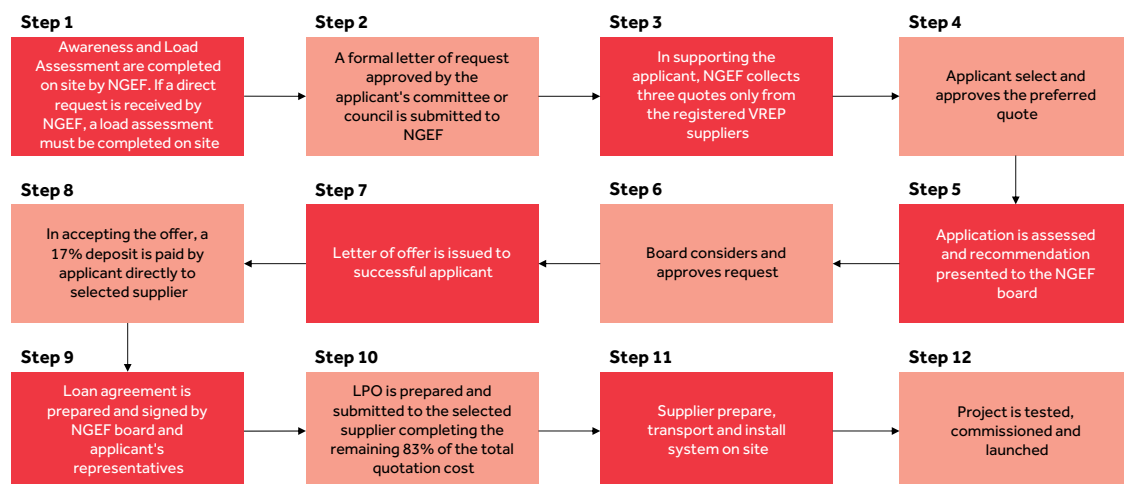 Step 1
Awareness and Load
Assessment are completed
on site by NGEF. If a direct
request is received by
NGEF, a load assessment
must be completed on site
Step 2
A formal letter of request
approved by the
applicant's committee or
council is submitted to
NGEF
Step 3
In supporting the
applicant, NGEF collects
three quotes only from
the registered VREP
suppliers
Step 4
Applicant select and
approves the preferred
quote
Step 5
Application is assessed
and recommendation
presented to the NGEF
board
Step 6
Board considers and
approves request
Step 7
Letter of offer is issued to
successful applicant
Step 8
In accepting the offer, a
17% deposit is paid by
applicant directly to
selected supplier
Step 9
Loan agreement is
prepared and signed by
NGEF board and
applicant's
representatives
Step 10
LPO is prepared and
submitted to the selected
supplier completing the
remaining 83% of the total
quotation cost
Step 11
Supplier prepare,
transport and install
system on site
Step 12
Project is tested,
commissioned and
launched